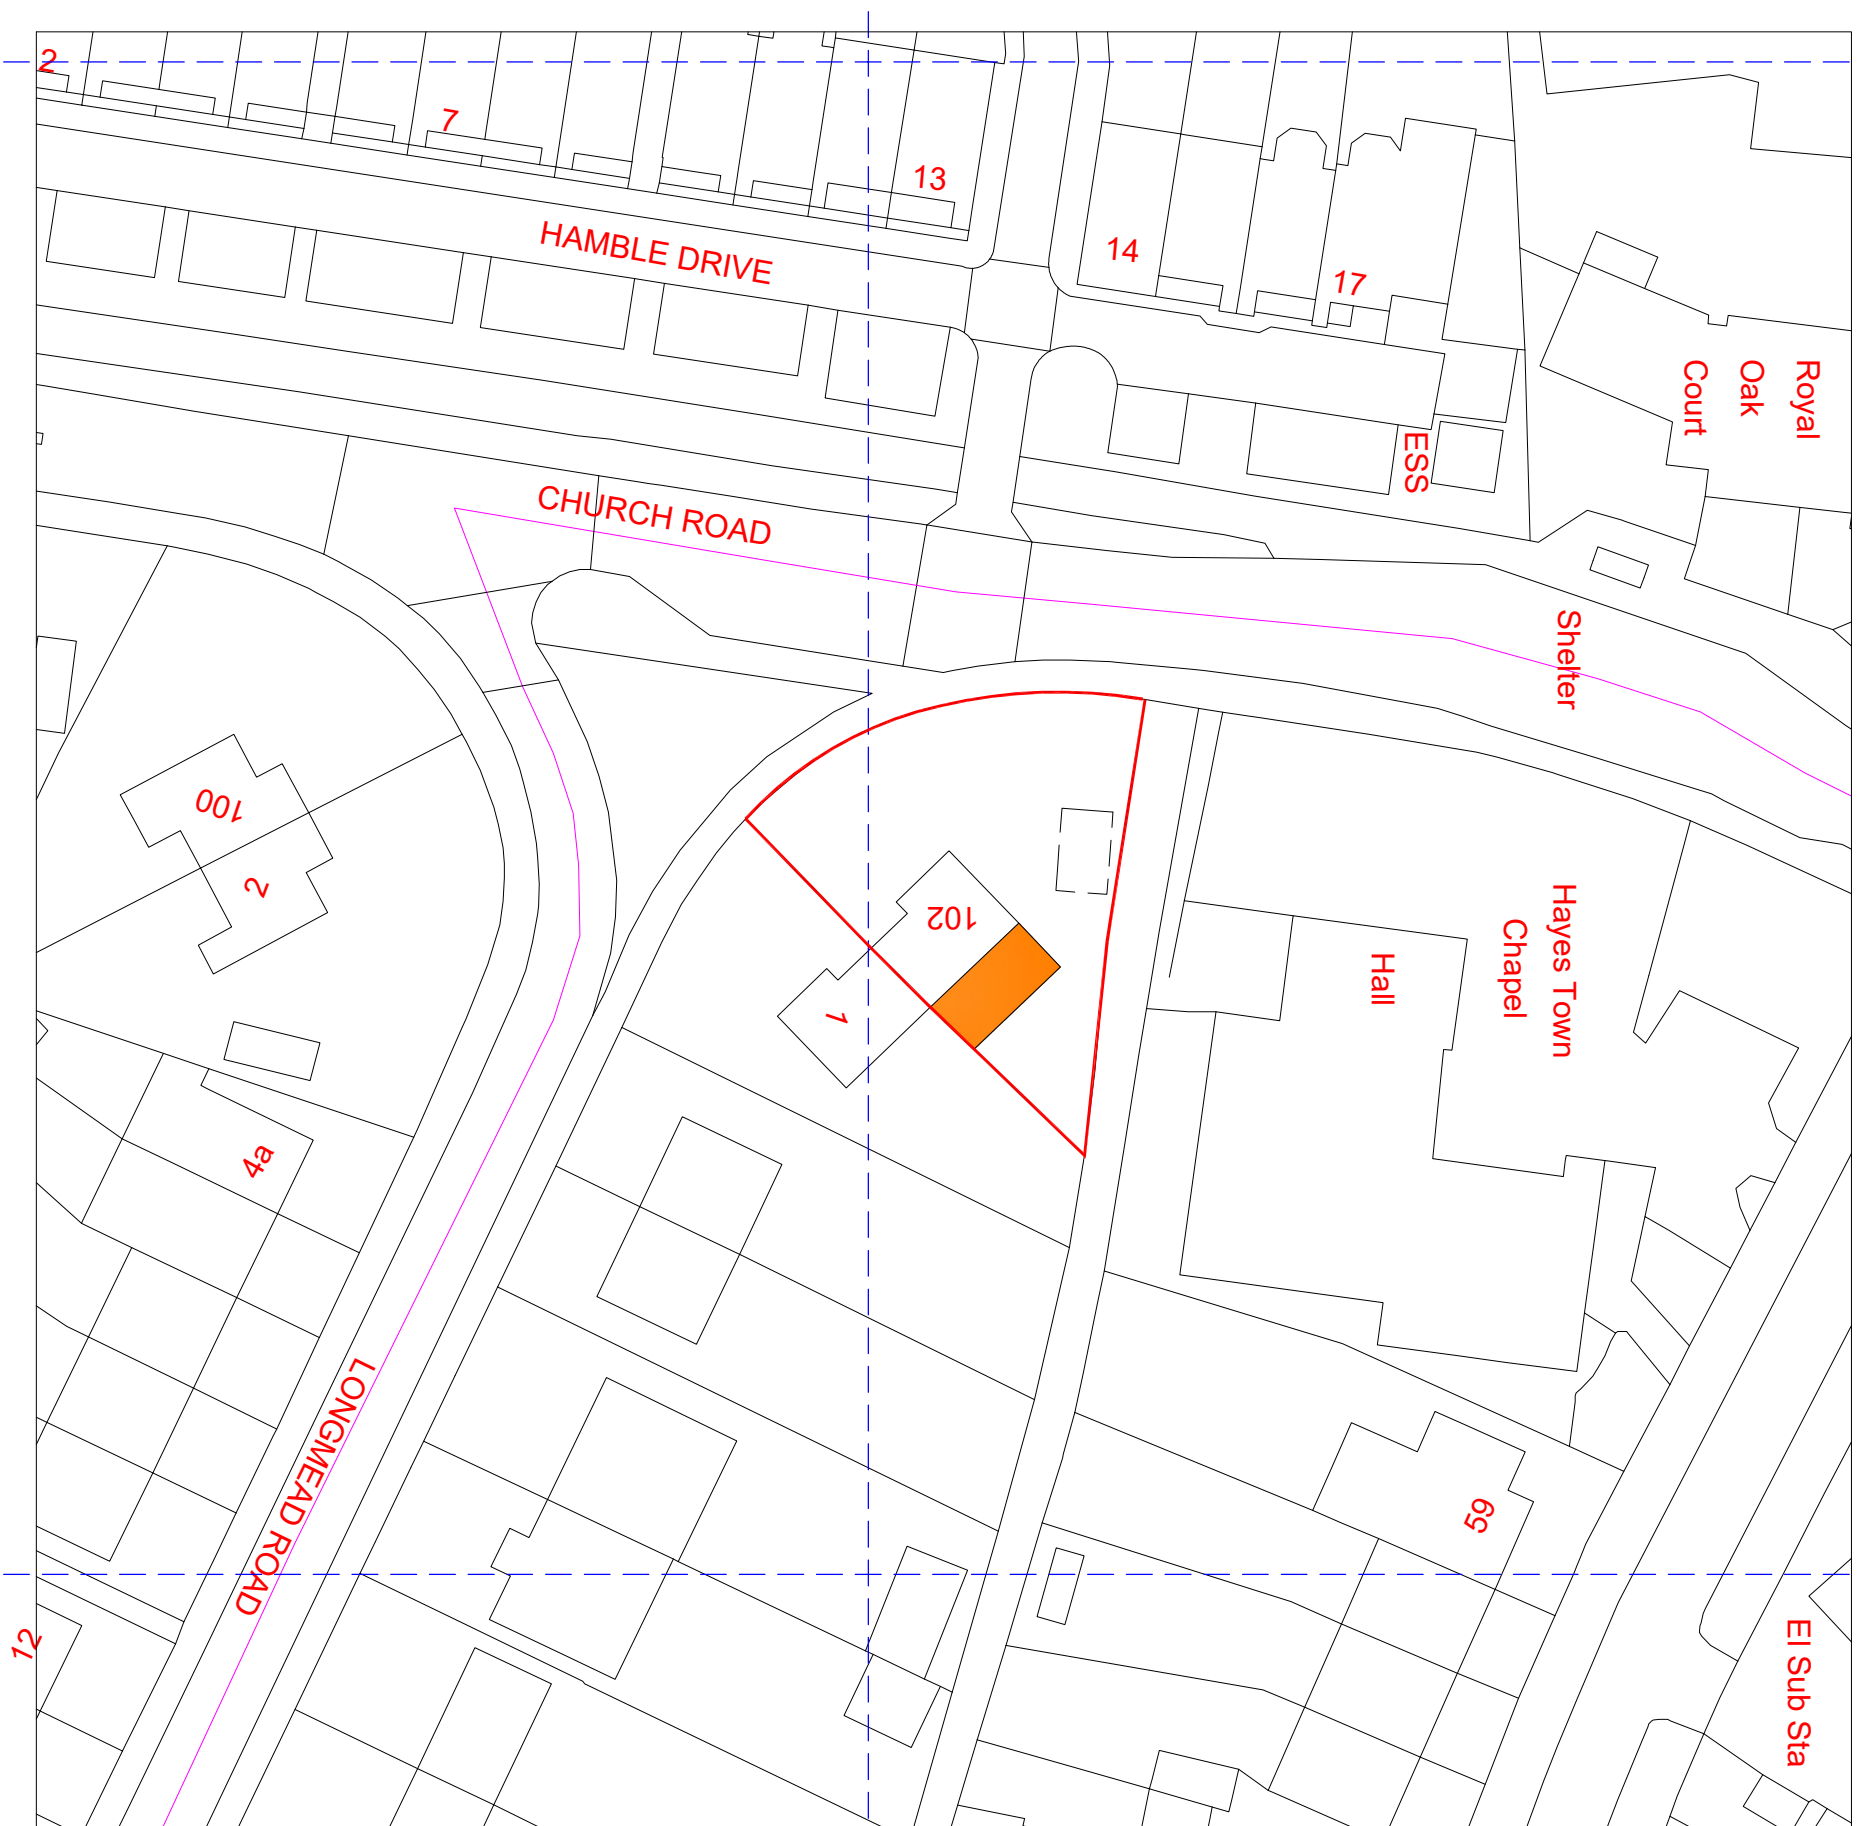 2
7
13
HAMBLE DRIVE
14
17
Royal
Oak
Court
ESS
CHURCH ROAD
Shelter
100
2
102
1
Hall
Hayes Town
Chapel
4a
LONGMEAD ROAD
59
12
El Sub Sta